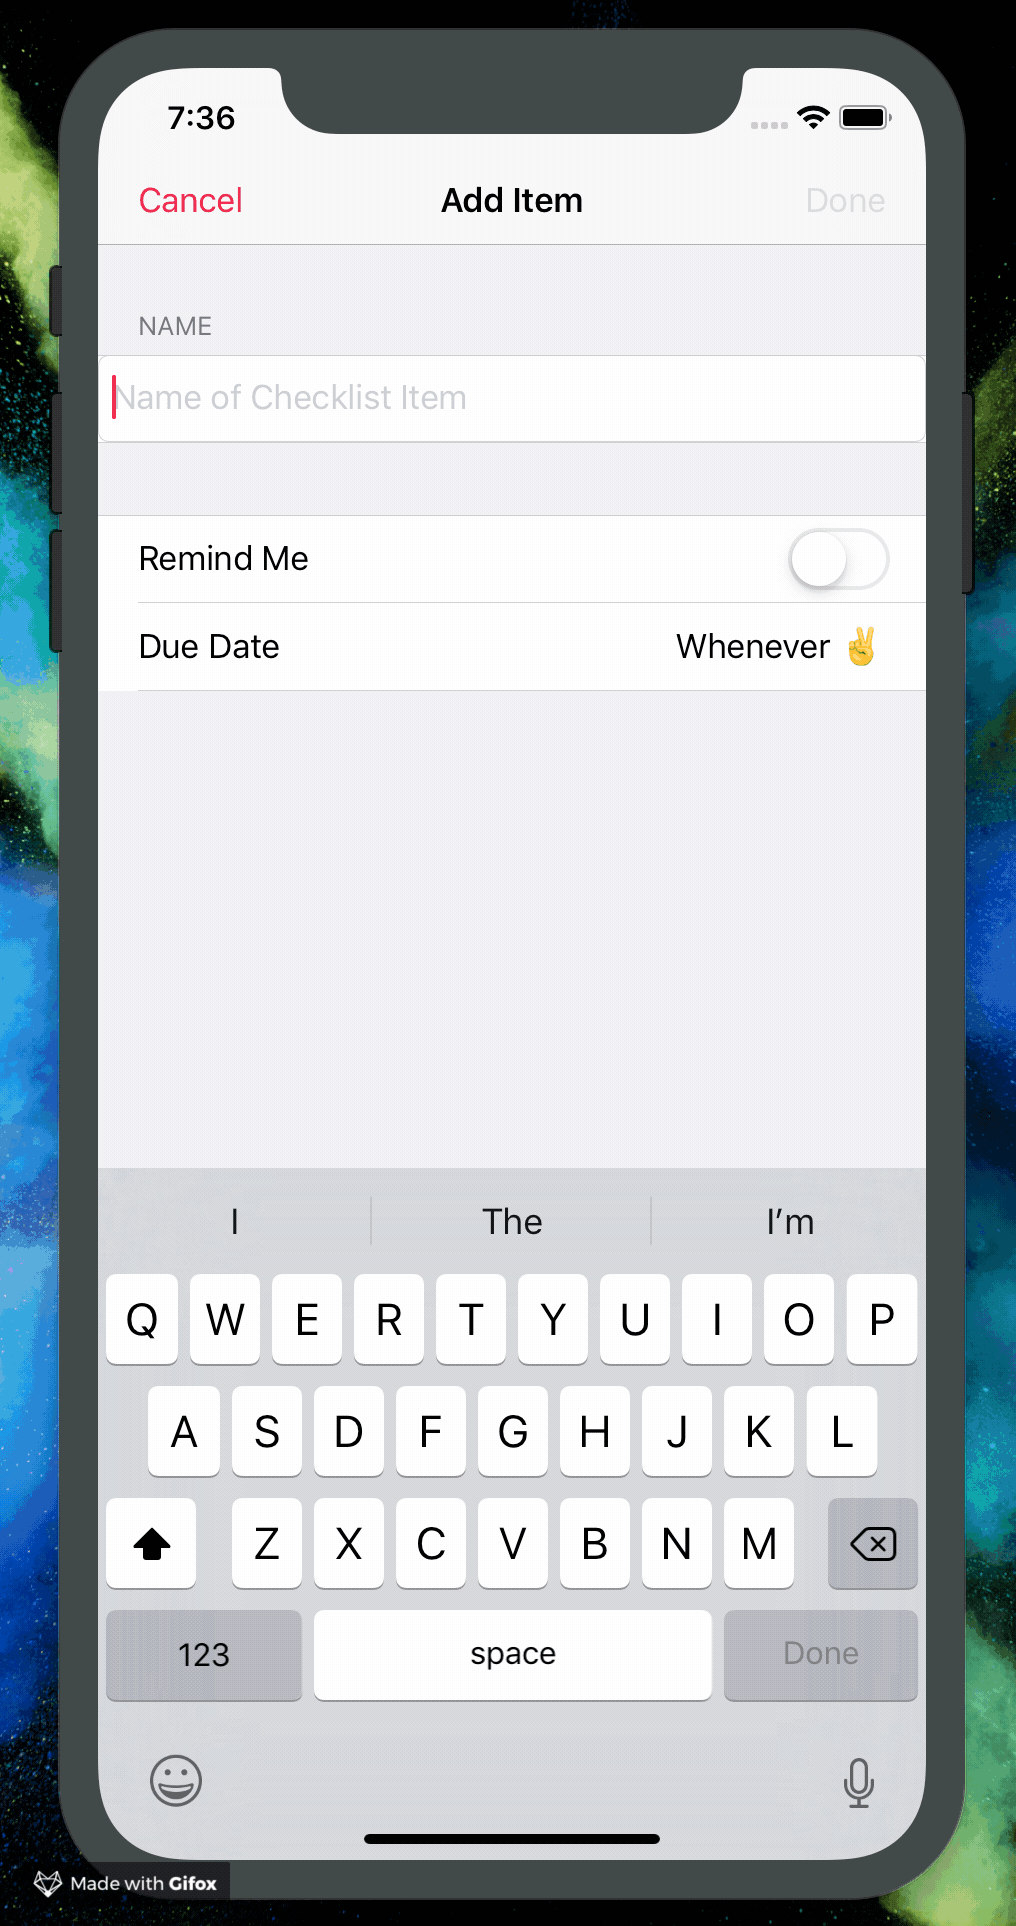 7:36
Cancel Add Item Done
NAME
Name of Checklist Item
Remind Me
Due Date Whenever ✌️
I The I’m
Q W E R T Y U I O P
A S D F G H J K L
Z X C V B N M
123 space Done
Made with Gifox